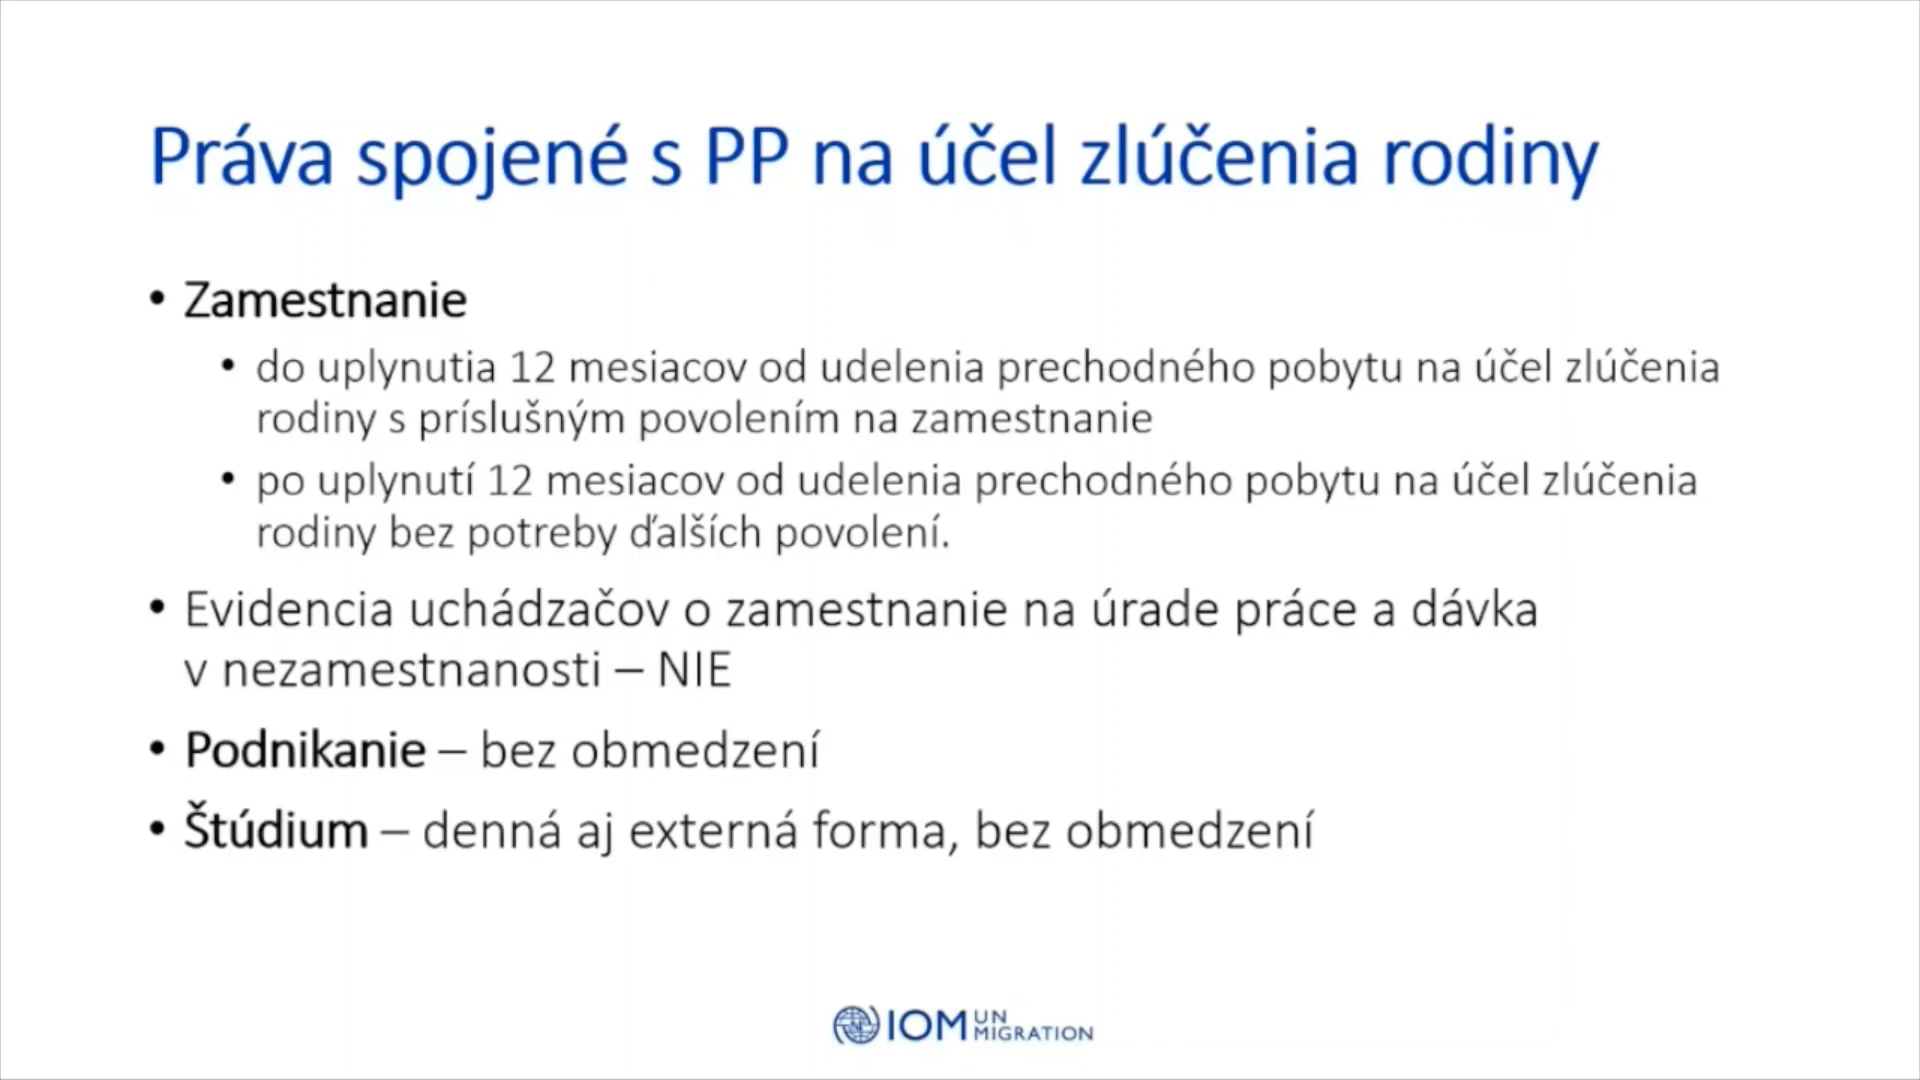 Práva spojené s PP na účel zlúčenia rodiny
• Zamestnanie
• do uplynutia 12 mesiacov od udelenia prechodného pobytu na účel zlúčenia
rodiny s príslušným povolením na zamestnanie
• po uplynutí 12 mesiacov od udelenia prechodného pobytu na účel zlúčenia
rodiny bez potreby ďalších povolení.
• Evidencia uchádzačov o zamestnanie na úrade práce a dávka
v nezamestnanosti – NIE
• Podnikanie – bez obmedzení
• Štúdium – denná aj externá forma, bez obmedzení
IOM UN
MIGRATION